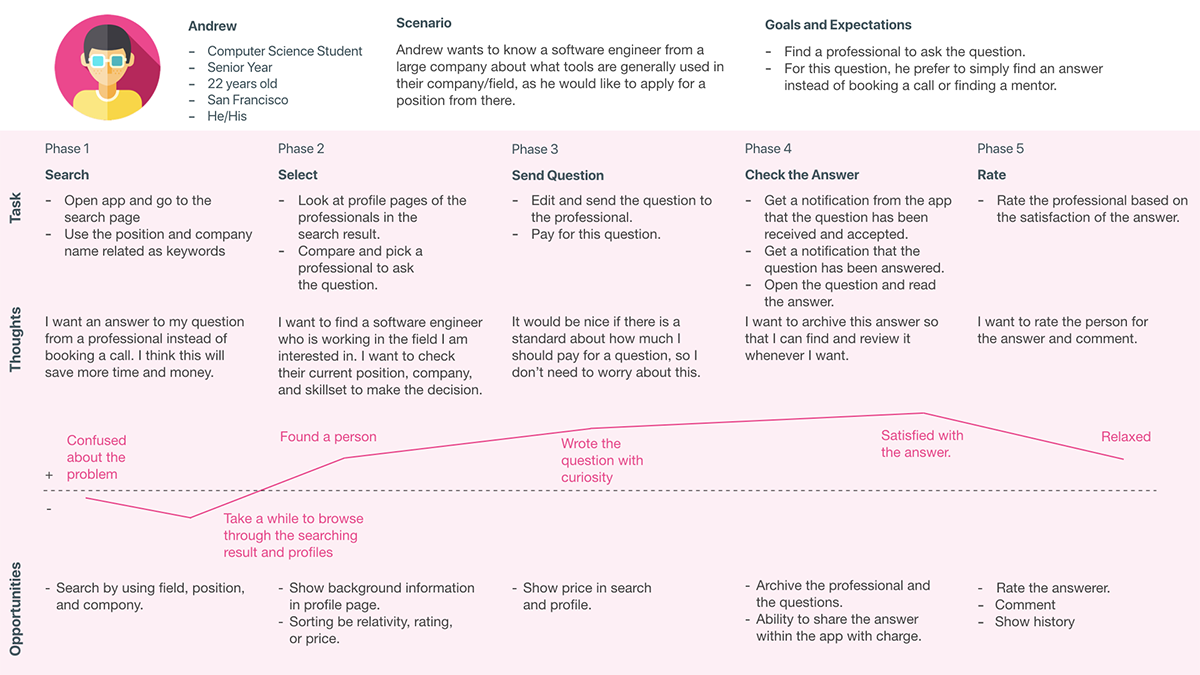 Andrew
- Computer Science Student
- Senior Year
- 22 years old
- San Francisco
- He/His
Scenario
Andrew wants to know a software engineer from a
large company about what tools are generally used in
their company/field, as he would like to apply for a
position from there.
Goals and Expectations
- Find a professional to ask the question.
- For this question, he prefer to simply find an answer
instead of booking a call or finding a mentor.
Task
Phase 1
Search
- Open app and go to the
search page
- Use the position and company
name related as keywords
Phase 2
Select
- Look at profile pages of the
professionals in the
search result.
- Compare and pick a
professional to ask
the question.
Phase 3
Send Question
- Edit and send the question to
the professional.
- Pay for this question.
Phase 4
Check the Answer
- Get a notification from the app
that the question has been
received and accepted.
- Get a notification that the
question has been answered.
- Open the question and read
the answer.
Phase 5
Rate
- Rate the professional based on
the satisfaction of the answer.
Thoughts
I want an answer to my question
from a professional instead of
booking a call. I think this will
save more time and money.
I want to find a software engineer
who is working in the field I am
interested in. I want to check
their current position, company,
and skillset to make the decision.
It would be nice if there is a
standard about how much I
should pay for a question, so I
don’t need to worry about this.
I want to archive this answer so
that I can find and review it
whenever I want.
I want to rate the person for
the answer and comment.
Confused
about the
problem
+
-
Take a while to browse
through the searching
result and profiles
Found a person
Wrote the
question with
curiosity
Satisfied with
the answer.
Relaxed
Opportunities
- Search by using field, position,
and compony.
- Show background information
in profile page.
- Sorting be relativity, rating,
or price.
- Show price in search
and profile.
- Archive the professional and
the questions.
- Ability to share the answer
within the app with charge.
- Rate the answerer.
- Comment
- Show history